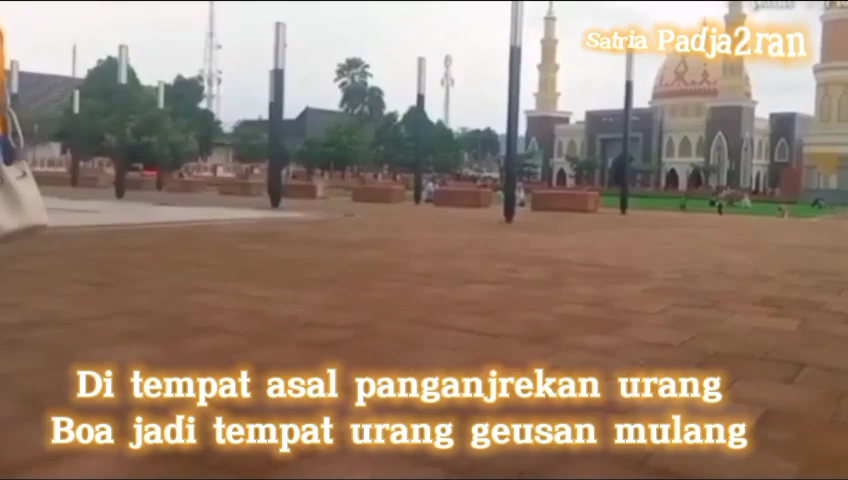 Satria Padja2ran
Di tempat asal panganjrekan urang
Boa jadi tempat urang geusan mulang